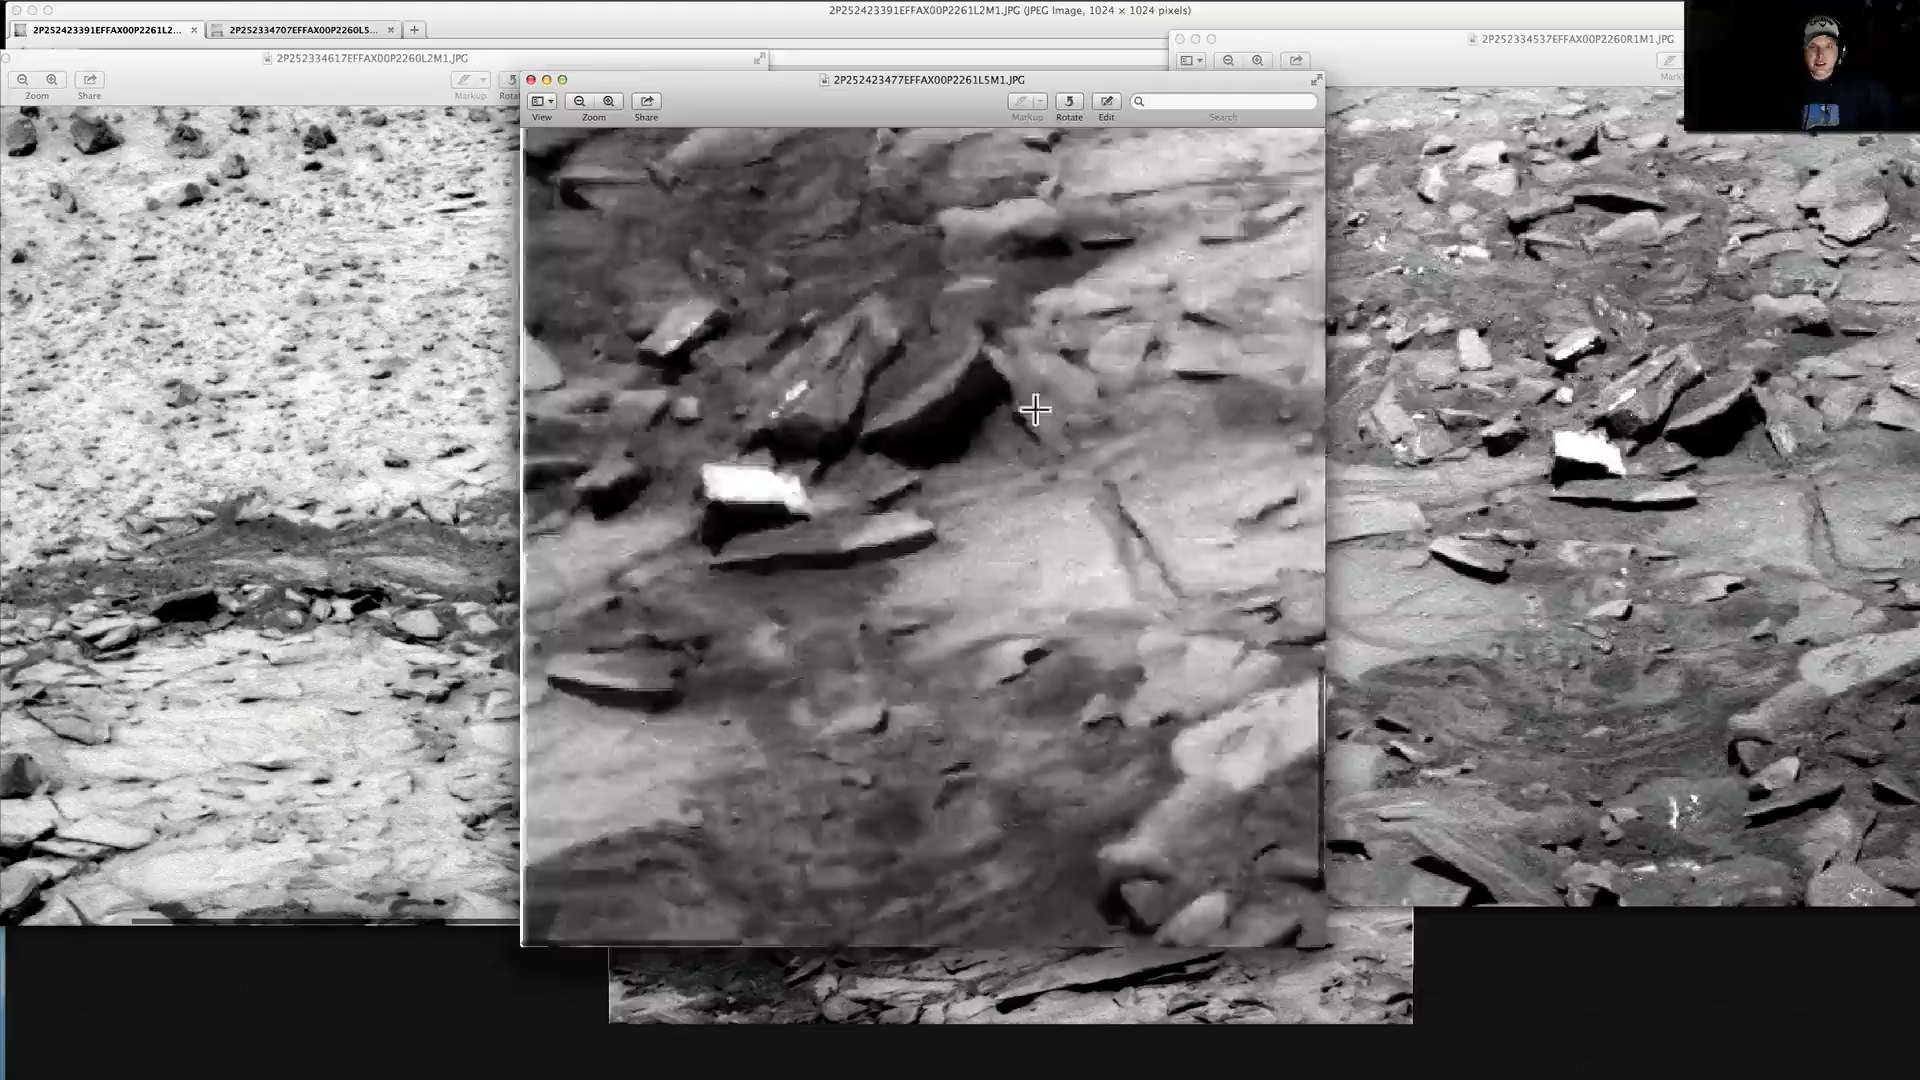 2P252423391EFFAX00P2261L2M1.JPG (JPEG Image, 1024 × 1024 pixels)
2P252423391EFFAX00P2261L2... × 2P252334707EFFAX00P2260L5... × +
2P252334617EFFAX00P2260L2M1.JPG
Zoom Share Markup
2P252334537EFFAX00P2260R1M1.JPG
2P252423477EFFAX00P2261L5M1.JPG
View Zoom Share Markup Rotate Edit Search